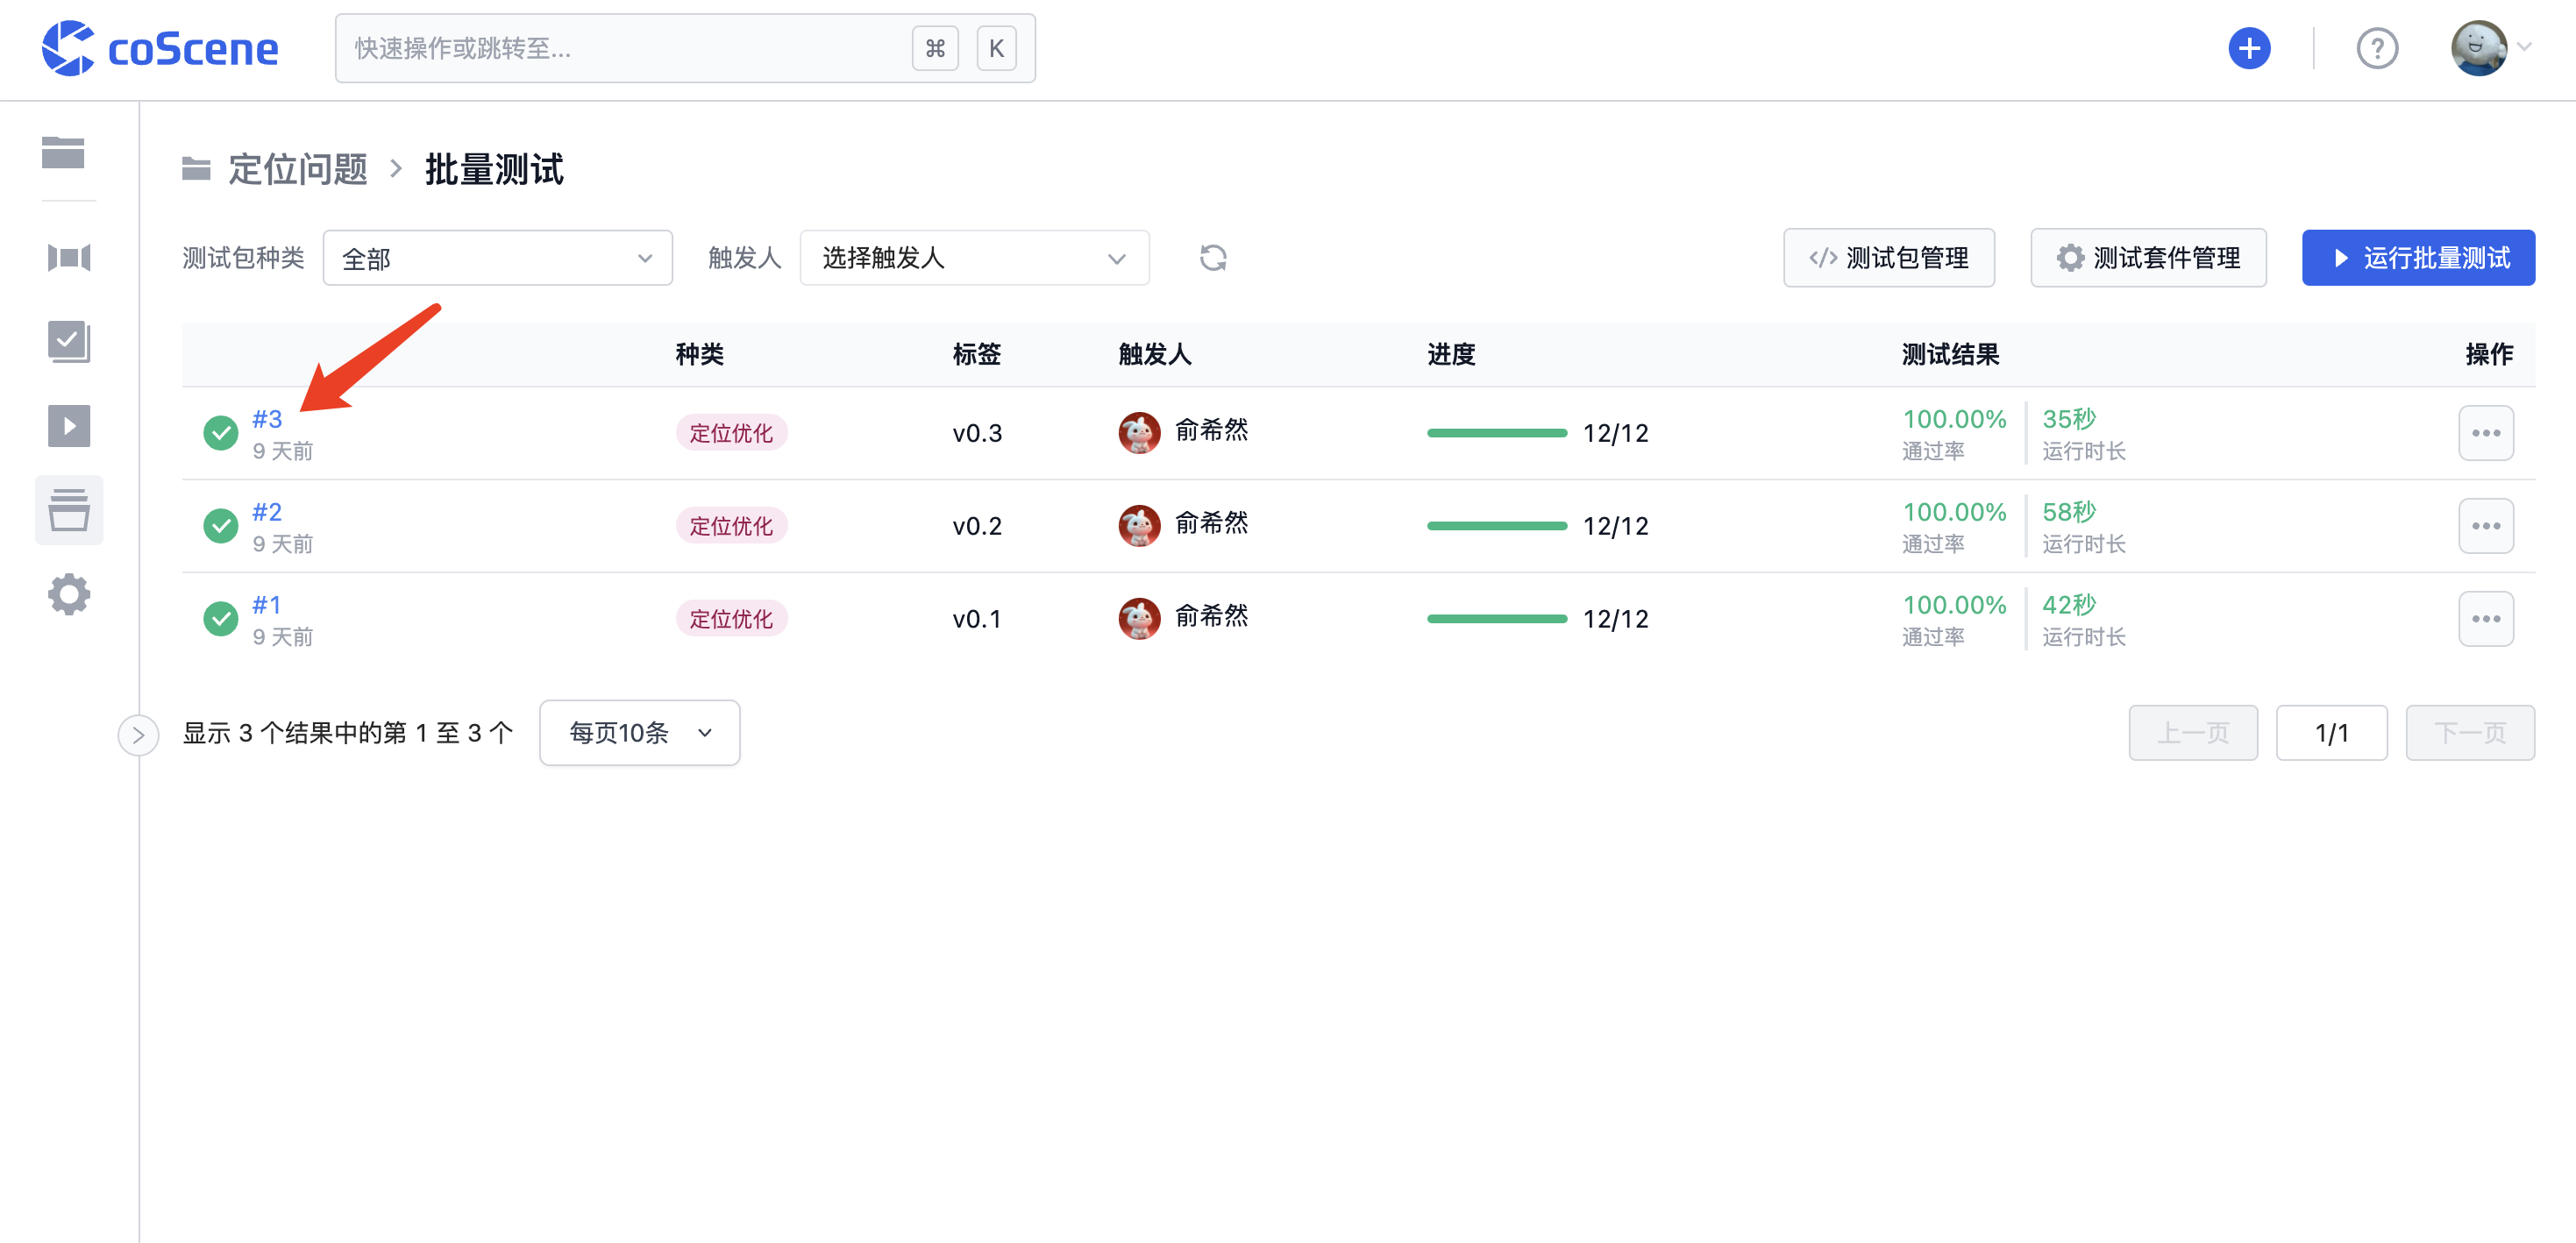 coScene
快速操作或跳转至...
⌘ K
定位问题 > 批量测试
测试包种类 全部 触发人 选择触发人 </> 测试包管理 测试套件管理 运行批量测试
种类 标签 触发人 进度 测试结果 操作
#3
9 天前
定位优化 v0.3 俞希然 12/12
100.00% 35秒
通过率 运行时长
#2
9 天前
定位优化 v0.2 俞希然 12/12
100.00% 58秒
通过率 运行时长
#1
9 天前
定位优化 v0.1 俞希然 12/12
100.00% 42秒
通过率 运行时长
显示 3 个结果中的第 1 至 3 个 每页10条 上一页 1/1 下一页